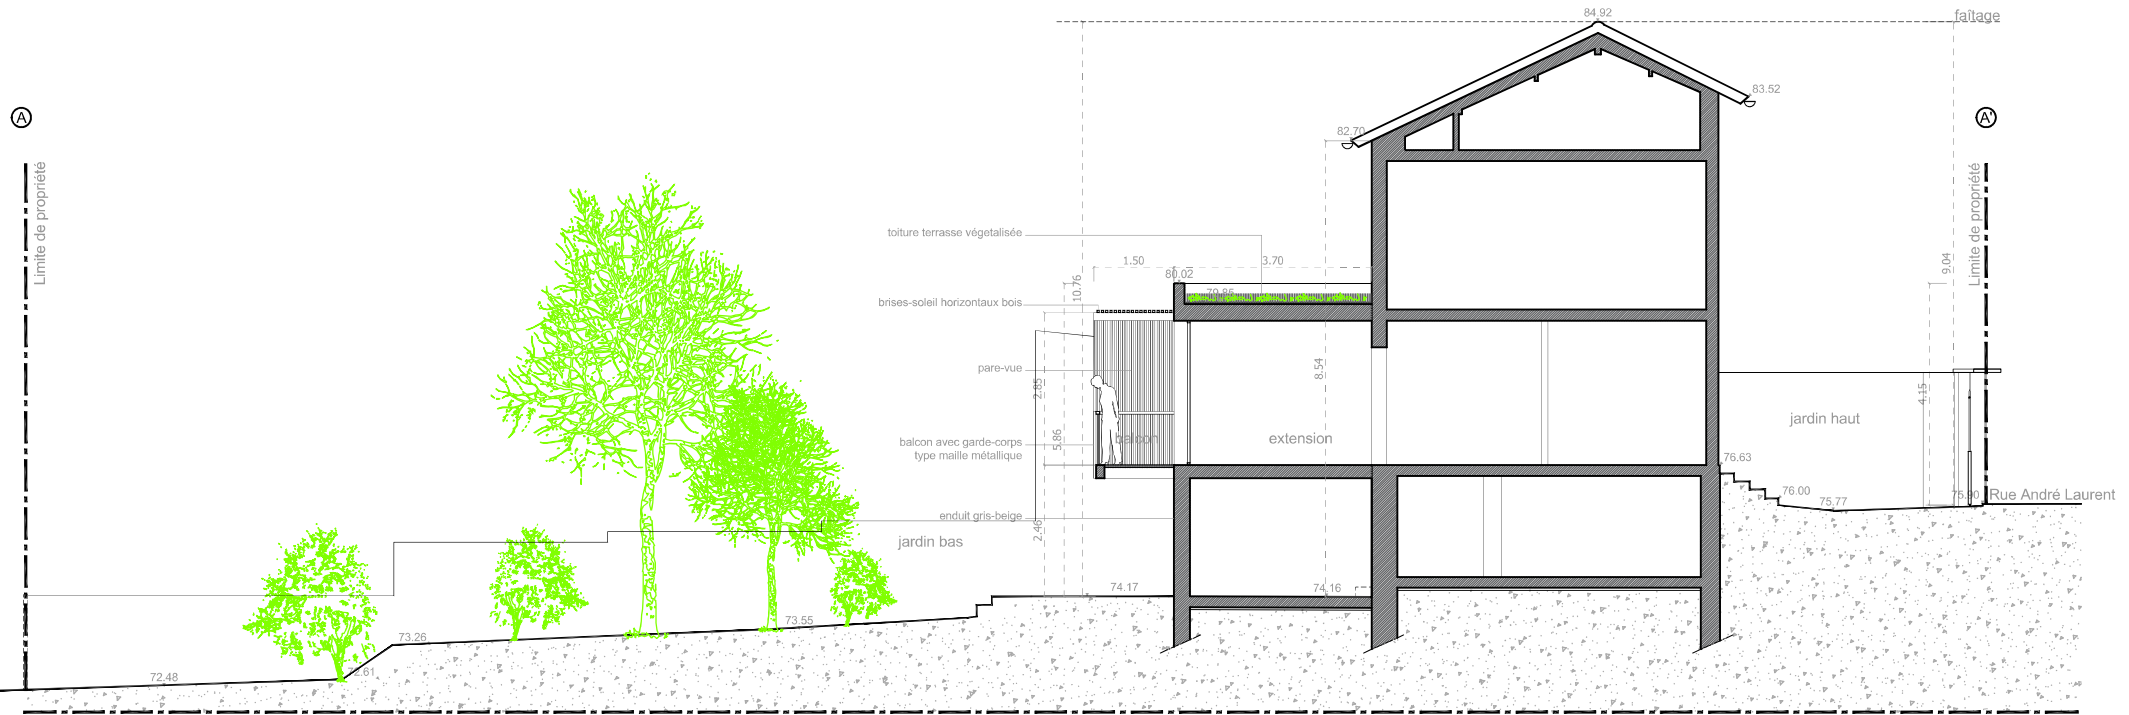 84.92
faîtage
83.52
A
A'
82.70
Limite de propriété
Limite de propriété
toiture terrasse végetalisée
1.50
3.70
80.02
9.04
10.76
79.85
brises-soleil horizontaux bois
pare-vue
8.54
2.85
4.15
jardin haut
5.86
balcon
extension
balcon avec garde-corps
type maille métallique
76.63
76.00
75.77
75.90
Rue André Laurent
enduit gris-beige
2.46
jardin bas
74.17
74.16
73.55
73.26
72.61
72.48